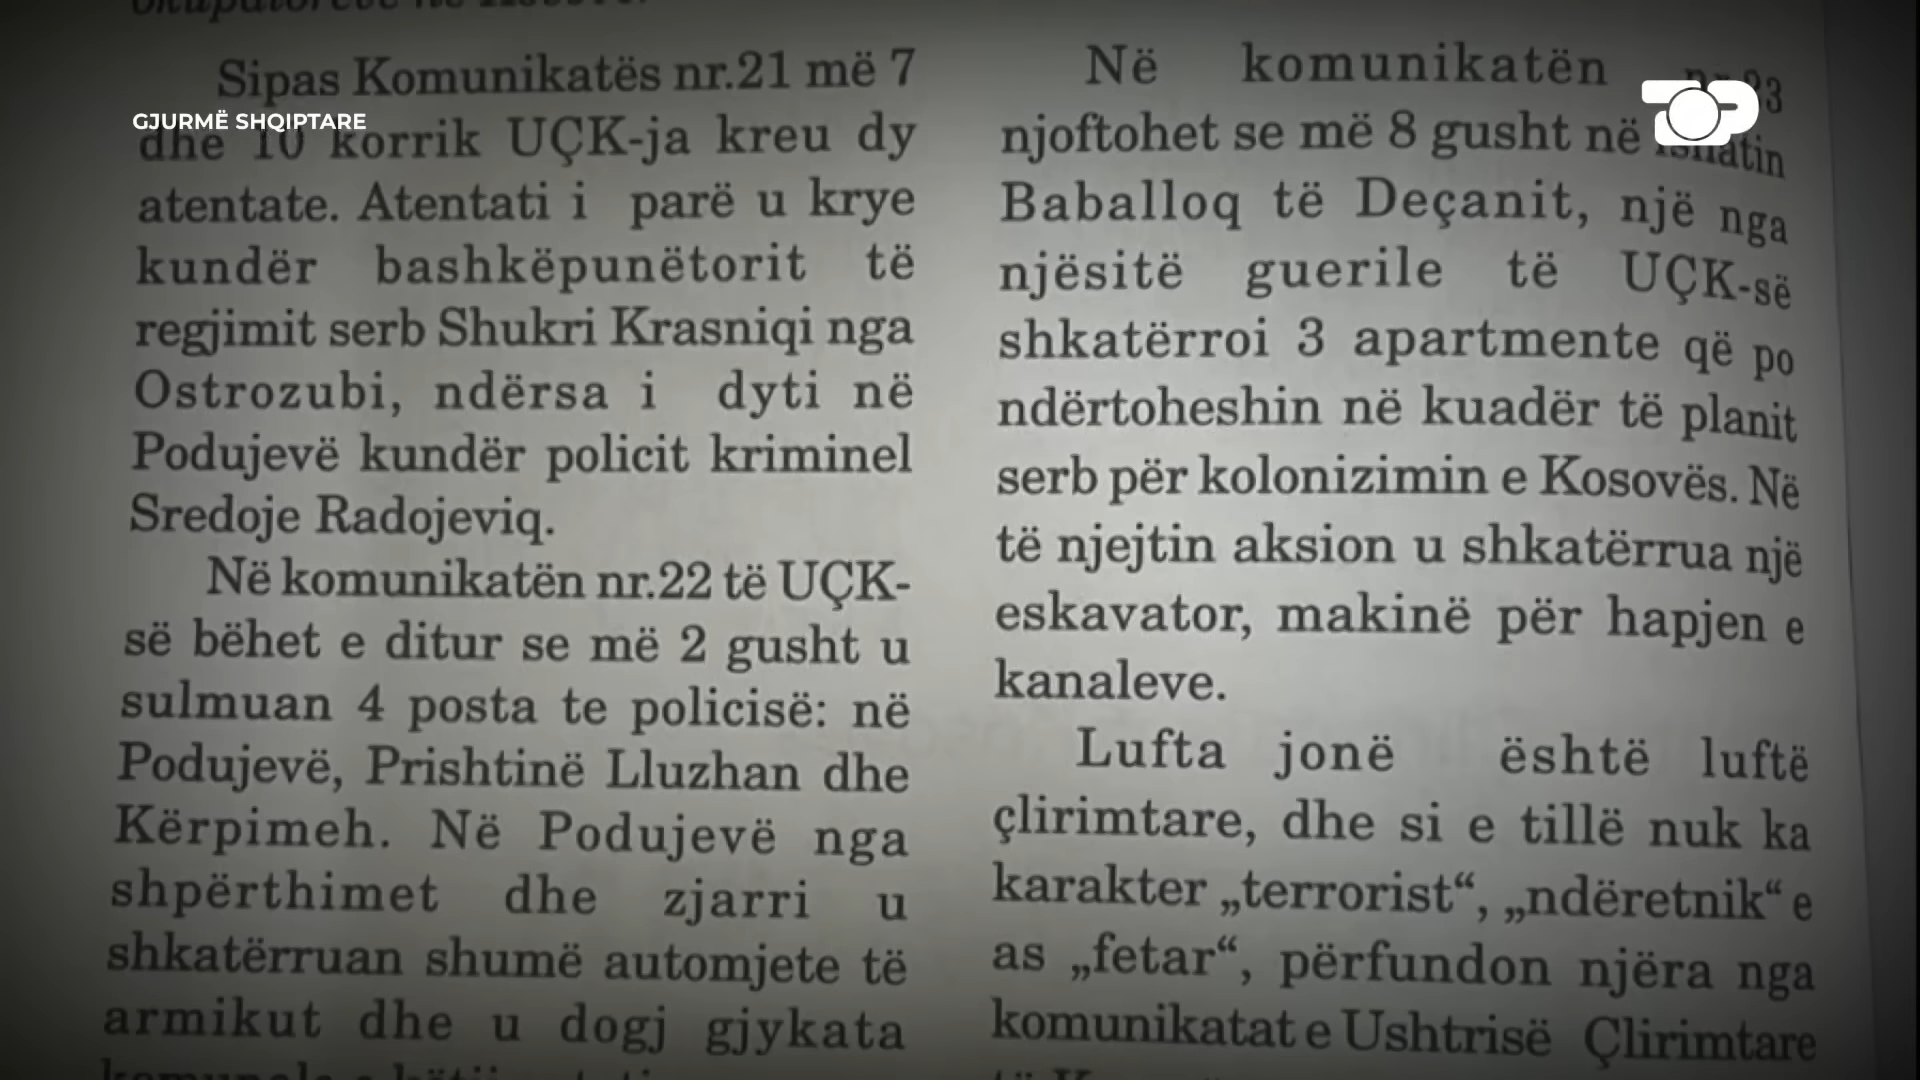 Sipas Komunikatës nr.21 më 7
GJURMË SHQIPTARE
dhe 10 korrik UÇK-ja kreu dy
atentate. Atentati i parë u krye
kundër bashkëpunëtorit të
regjimit serb Shukri Krasniqi nga
Ostrozubi, ndërsa i dyti në
Podujevë kundër policit kriminel
Sredoje Radojeviq.
Në komunikatën nr.22 të UÇK-
së bëhet e ditur se më 2 gusht u
sulmuan 4 posta te policisë: në
Podujevë, Prishtinë Lluzhan dhe
Kërpimeh. Në Podujevë nga
shpërthimet dhe zjarri u
shkatërruan shumë automjete të
armikut dhe u dogj gjykata
Në komunikatën
njoftohet se më 8 gusht në
Baballoq të Deçanit, një nga
njësitë guerile të UÇK-së
shkatërroi 3 apartmente që po
ndërtoheshin në kuadër të planit
serb për kolonizimin e Kosovës. Në
të njejtin aksion u shkatërrua një
eskavator, makinë për hapjen e
kanaleve.
Lufta jonë është luftë
çlirimtare, dhe si e tillë nuk ka
karakter „terrorist“, „ndëretnik“ e
as „fetar“, përfundon njëra nga
komunikatat e Ushtrisë Çlirimtare